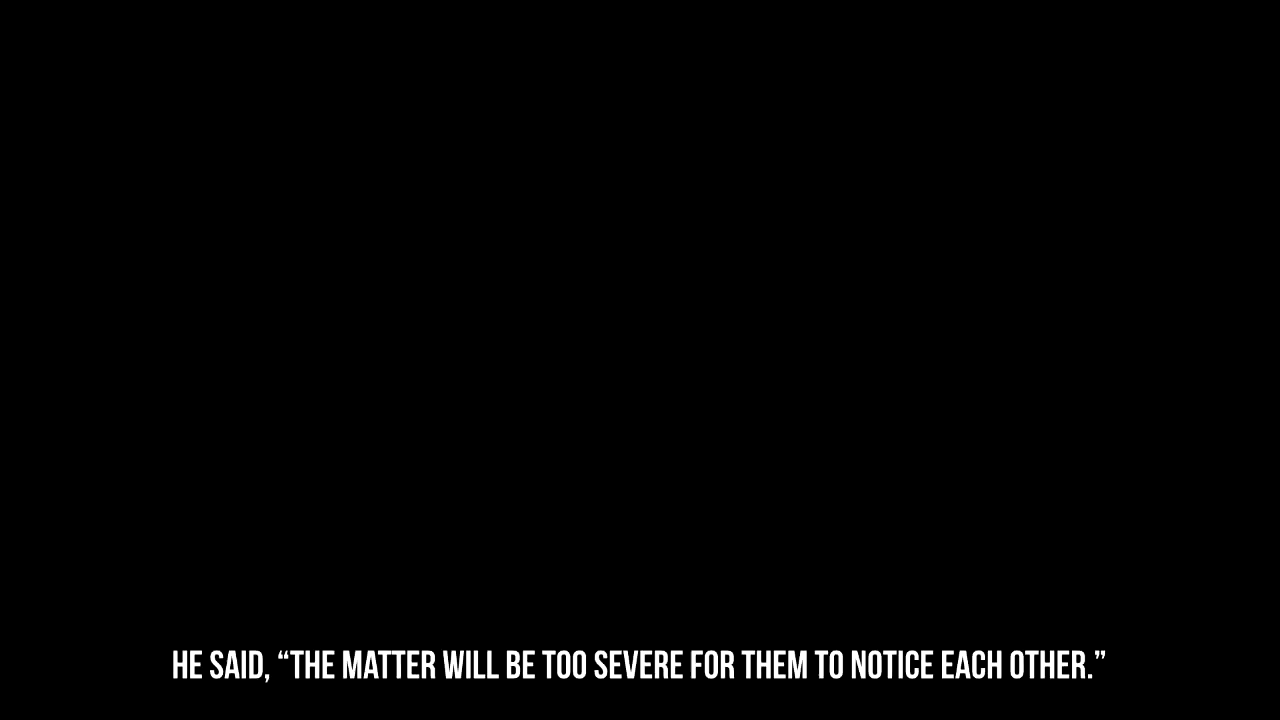 HE SAID, “THE MATTER WILL BE TOO SEVERE FOR THEM TO NOTICE EACH OTHER.”